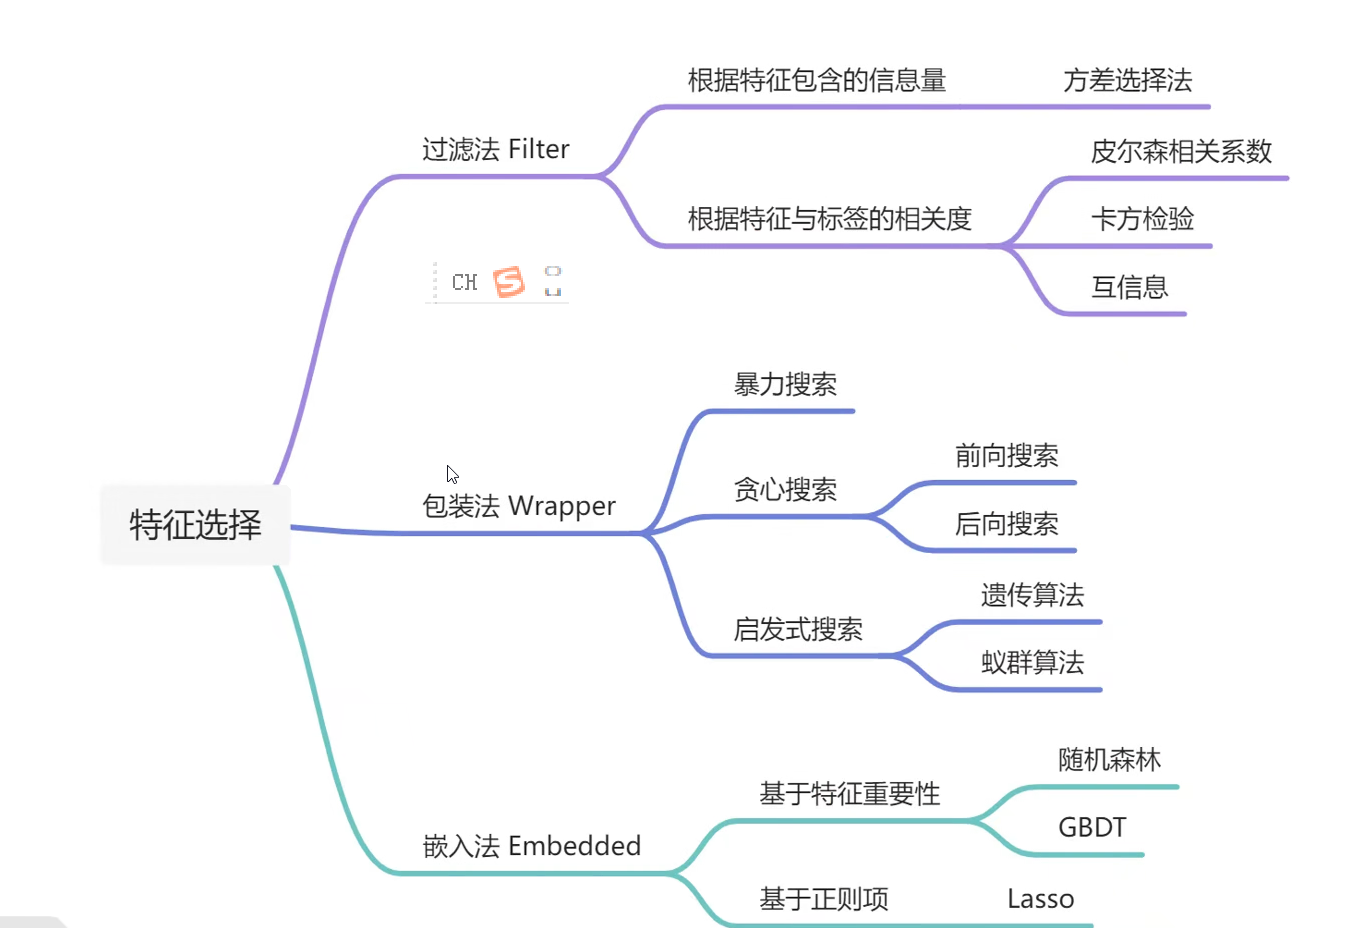 根据特征包含的信息量
方差选择法
过滤法 Filter
皮尔森相关系数
根据特征与标签的相关度
卡方检验
互信息
CH
暴力搜索
前向搜索
贪心搜索
后向搜索
包装法 Wrapper
特征选择
遗传算法
启发式搜索
蚁群算法
随机森林
基于特征重要性
GBDT
嵌入法 Embedded
基于正则项
Lasso